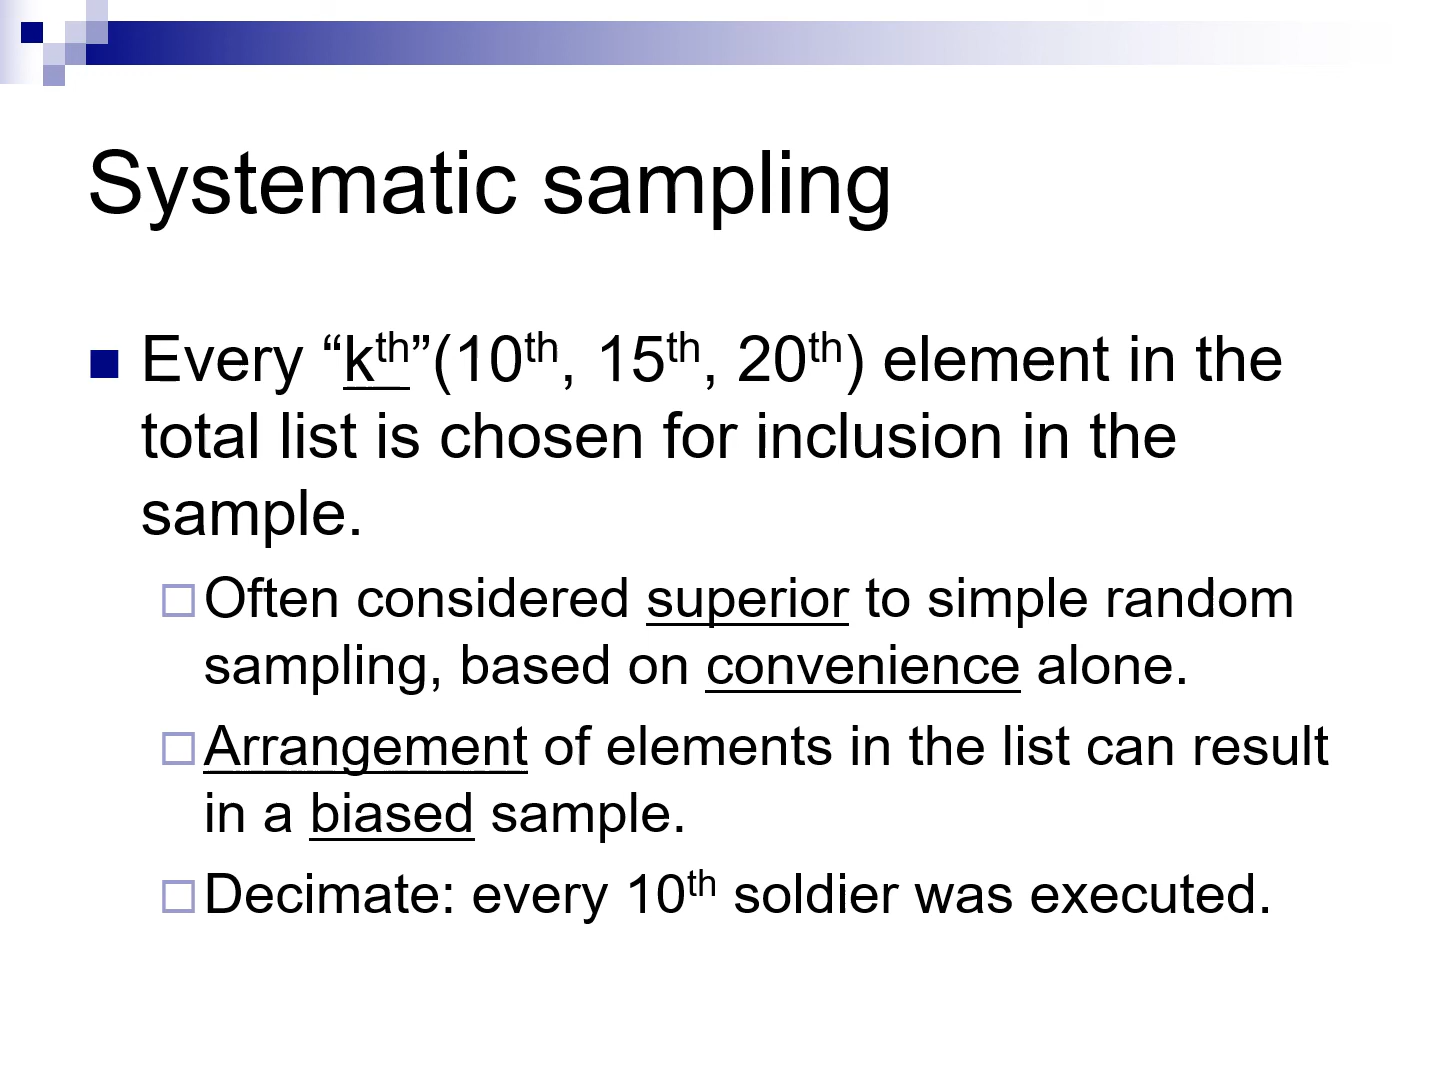 Systematic sampling
Every “kth”(10th, 15th, 20th) element in the
total list is chosen for inclusion in the
sample.
Often considered superior to simple random
sampling, based on convenience alone.
Arrangement of elements in the list can result
in a biased sample.
Decimate: every 10th soldier was executed.